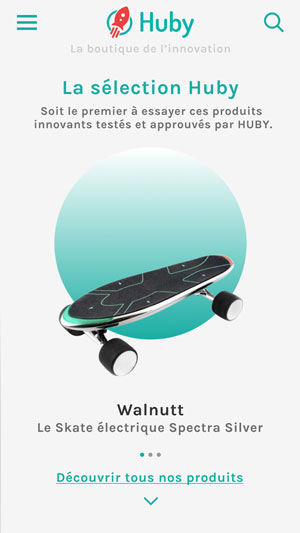 Huby
La boutique de l'innovation
La sélection Huby
Soit le premier à essayer ces produits
innovants testés et approuvés par HUBY.
Walnutt
Le Skate électrique Spectra Silver
Découvrir tous nos produits